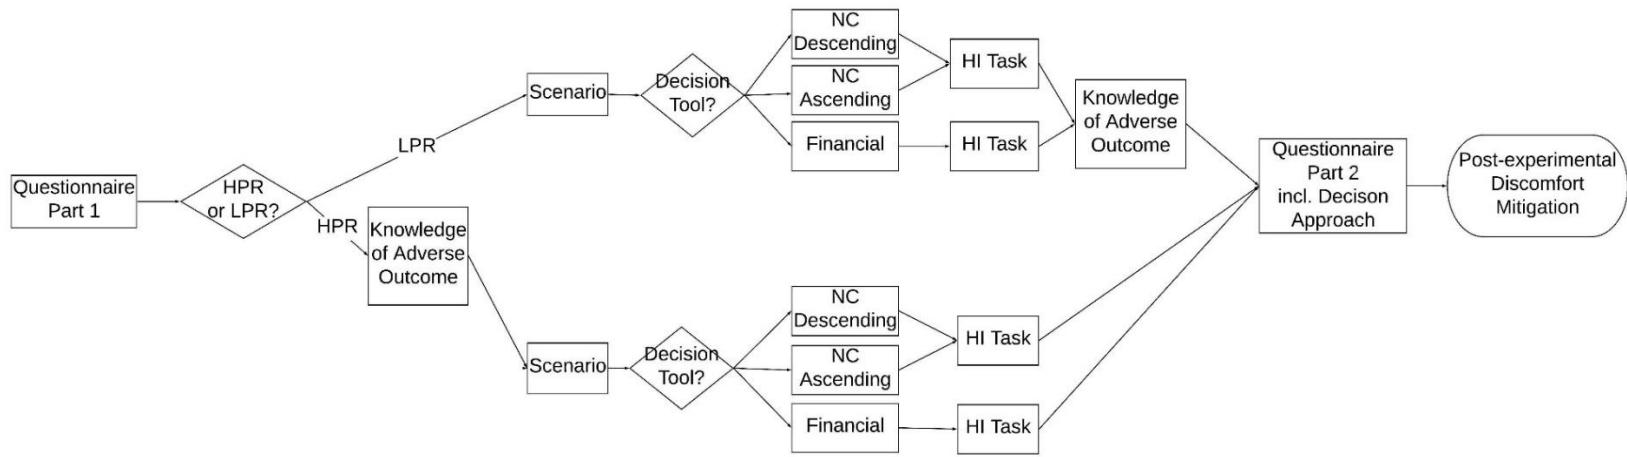 Questionnaire
Part 1
HPR
or LPR?
LPR
HPR
Scenario
Decision
Tool?
NC
Descending
NC
Ascending
Financial
HI Task
HI Task
Knowledge
of Adverse
Outcome
Knowledge
of Adverse
Outcome
Scenario
Decision
Tool?
NC
Descending
NC
Ascending
Financial
HI Task
HI Task
Questionnaire
Part 2
incl. Decison
Approach
Post-experimental
Discomfort
Mitigation